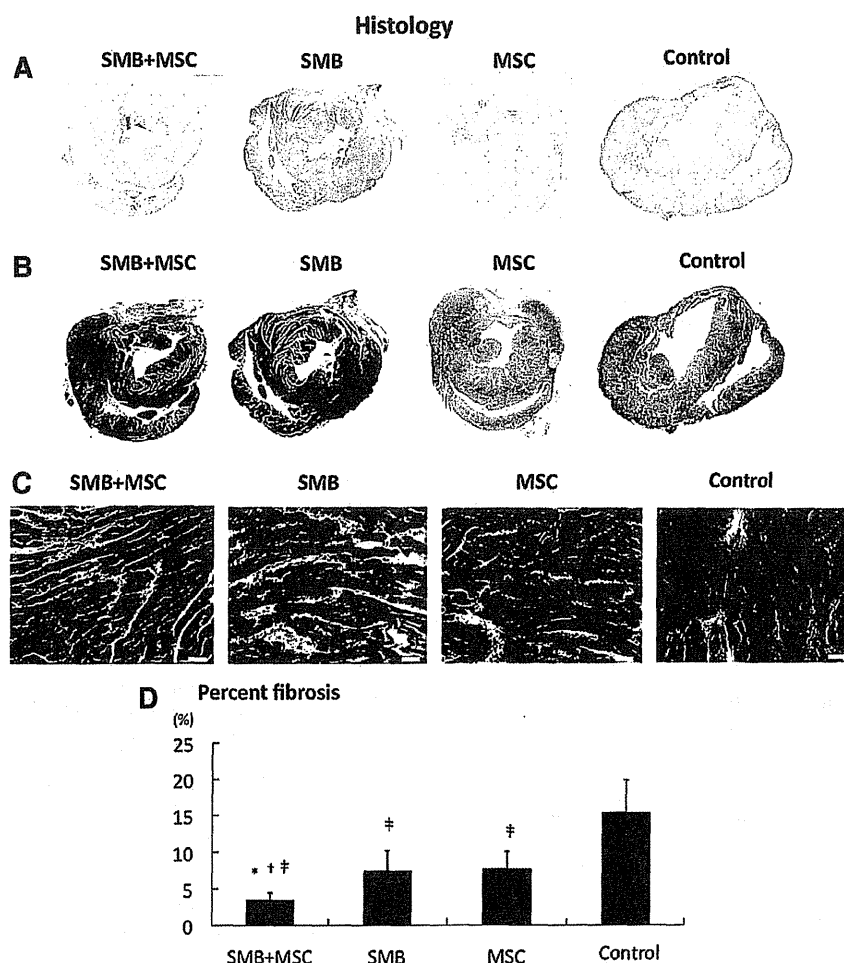 Histology
A SMB+MSC SMB MSC Control
B SMB+MSC SMB MSC Control
C SMB+MSC SMB MSC Control
D Percent fibrosis
(%)
25
20
15
10
5
0
* † ‡
‡
‡
SMB+MSC SMB MSC Control